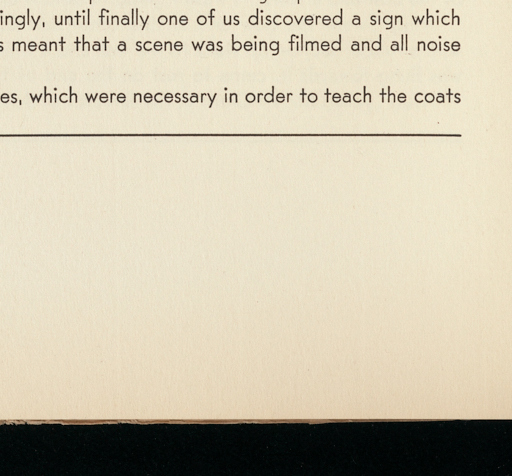 ingly, until finally one of us discovered a sign which
s meant that a scene was being filmed and all noise
es, which were necessary in order to teach the coats